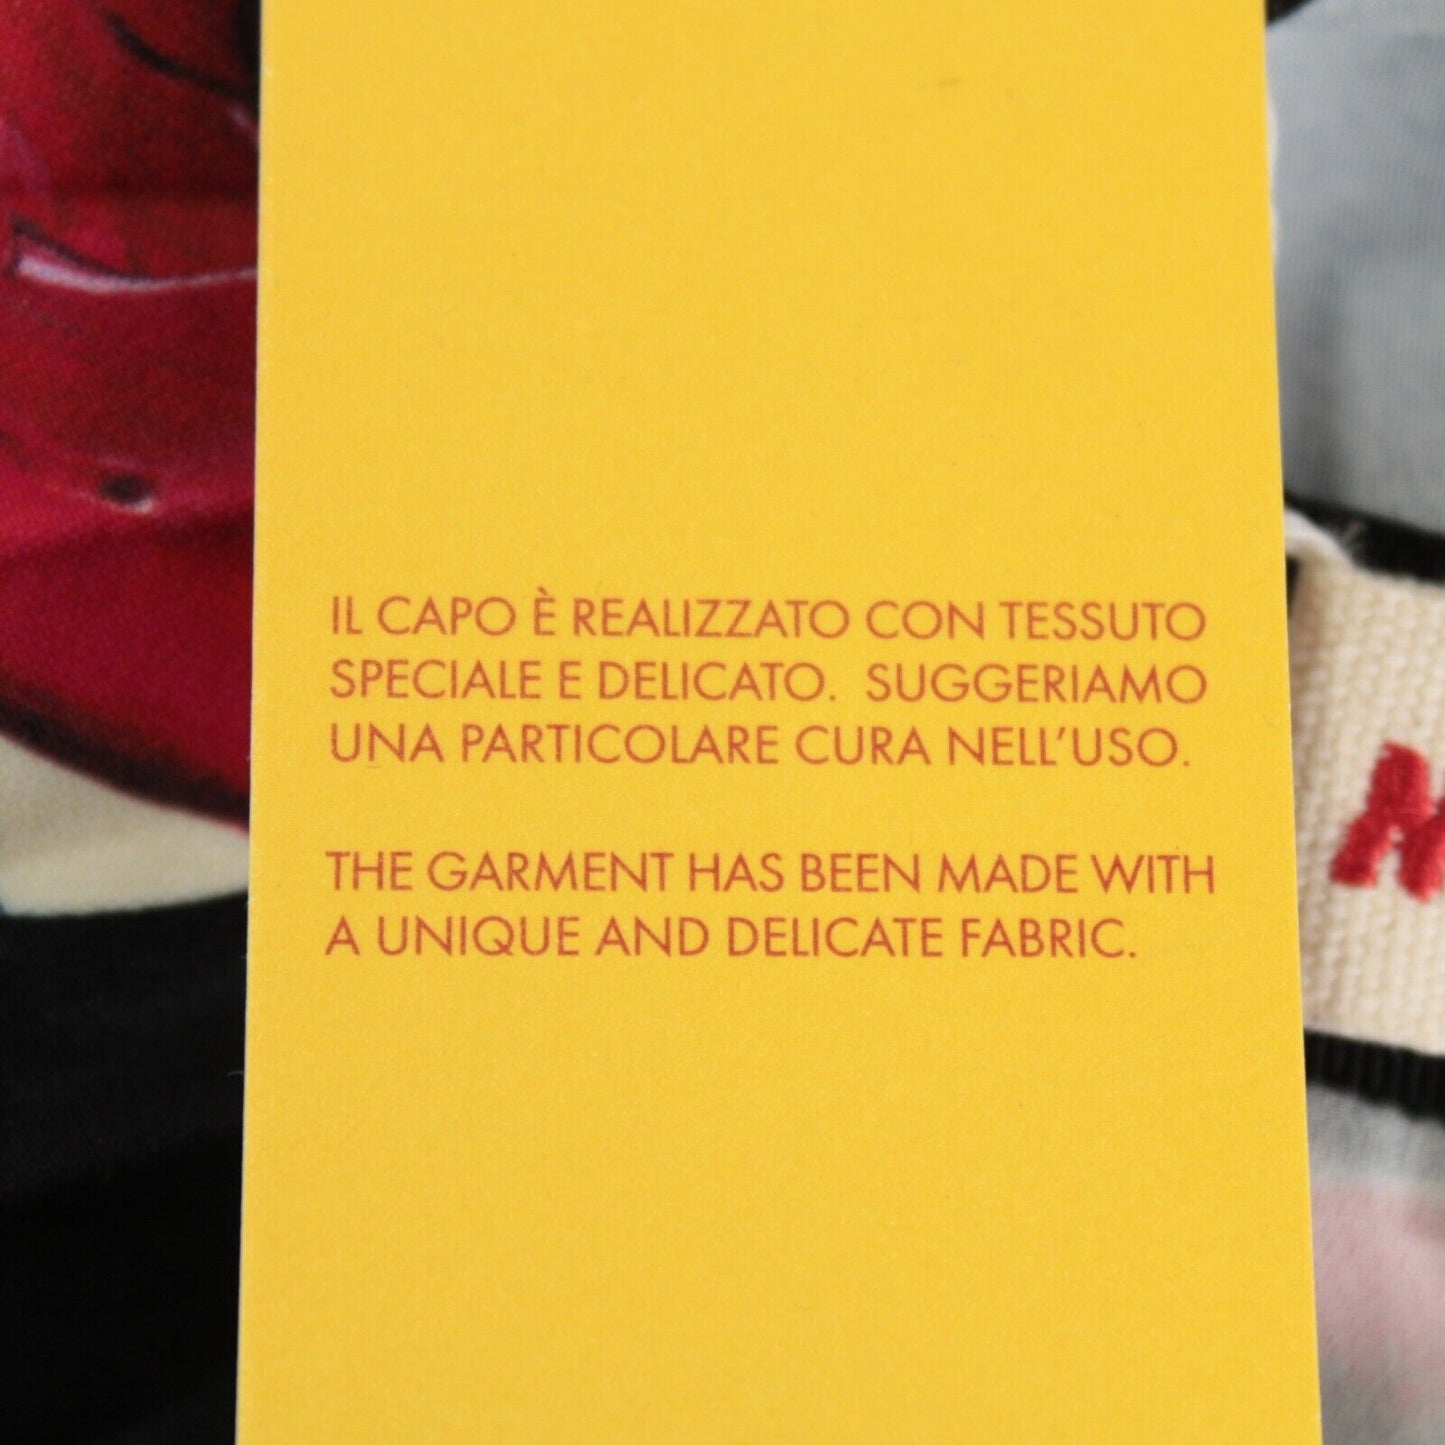 IL CAPO È REALIZZATO CON TESSUTO
SPECIALE E DELICATO. SUGGERIAMO
UNA PARTICOLARE CURA NELL'USO.
THE GARMENT HAS BEEN MADE WITH
A UNIQUE AND DELICATE FABRIC.